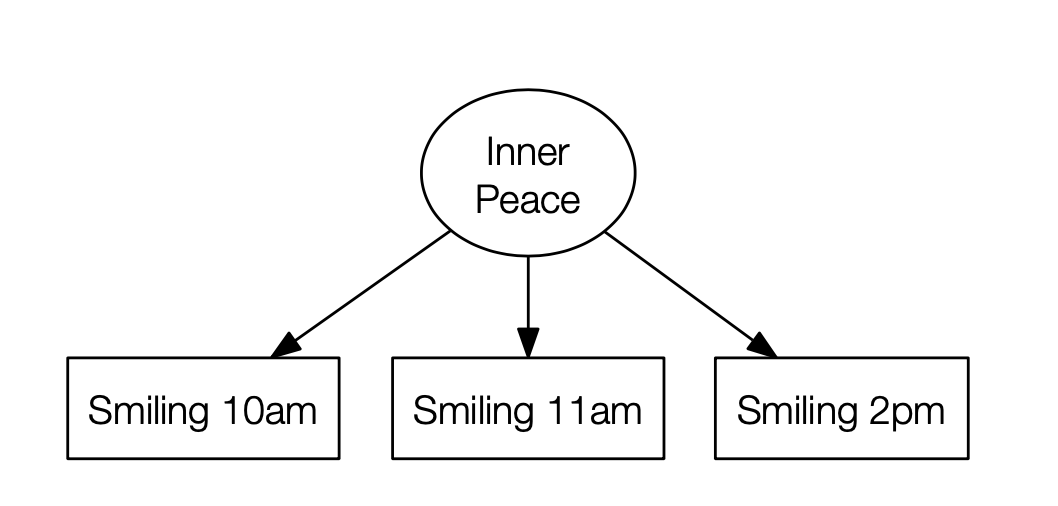 Inner
Peace
Smiling 10am
Smiling 11am
Smiling 2pm